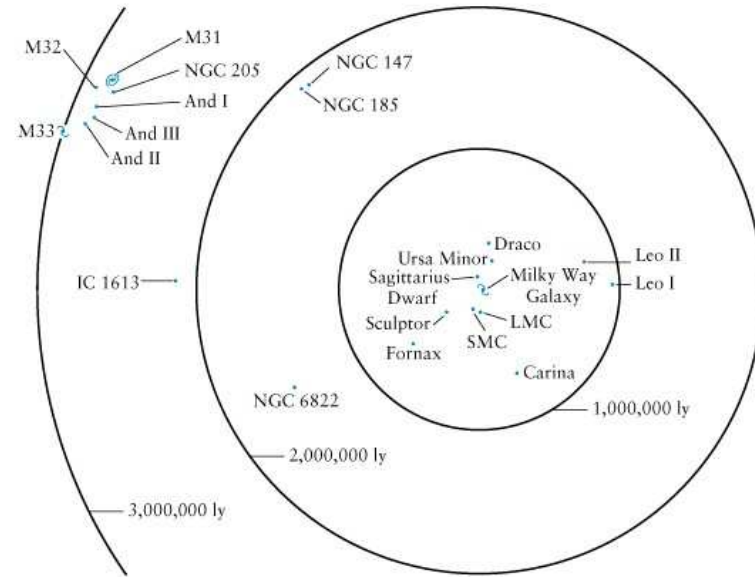 M31
M32
NGC 205
NGC 147
NGC 185
And I
M33
And III
And II
Draco
Ursa Minor
Leo II
Sagittarius
Dwarf
Milky Way
Galaxy
Leo I
IC 1613
Sculptor
LMC
SMC
Fornax
Carina
NGC 6822
1,000,000 ly
2,000,000 ly
3,000,000 ly